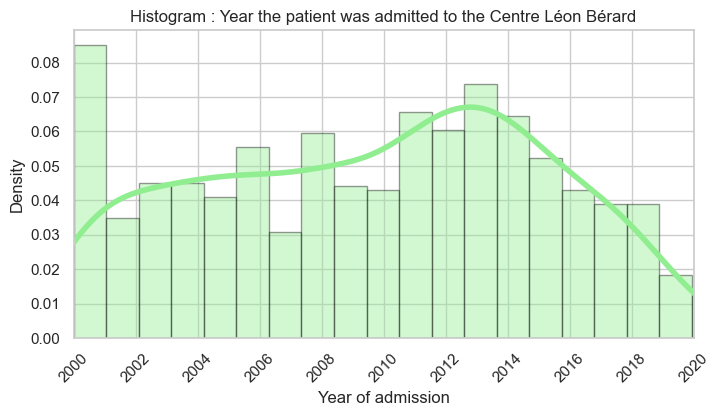 Histogram : Year the patient was admitted to the Centre Léon Bérard
Density
0.08
0.07
0.06
0.05
0.04
0.03
0.02
0.01
0.00
2000 2002 2004 2006 2008 2010 2012 2014 2016 2018 2020
Year of admission